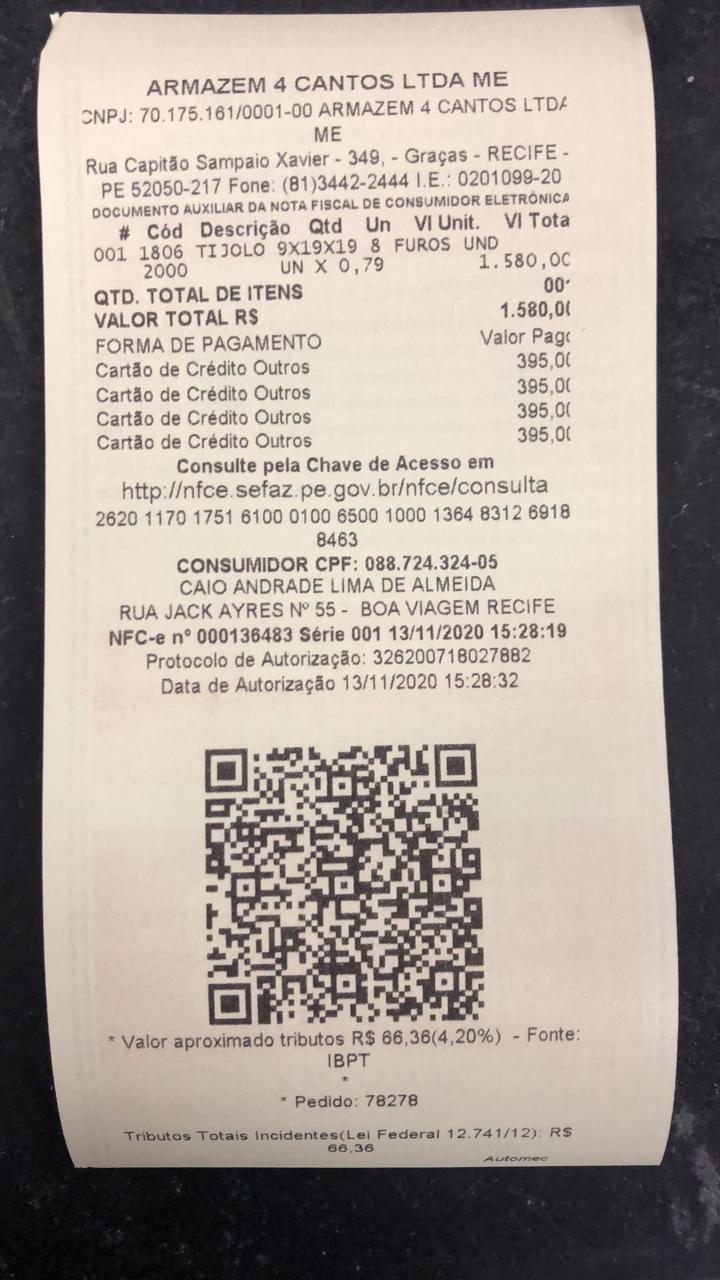 ARMAZEM 4 CANTOS LTDA ME
CNPJ: 70.175.161/0001-00 ARMAZEM 4 CANTOS LTDA
ME
Rua Capitão Sampaio Xavier - 349, - Graças - RECIFE -
PE 52050-217 Fone: (81)3442-2444 I.E.: 0201099-20
DOCUMENTO AUXILIAR DA NOTA FISCAL DE CONSUMIDOR ELETRÔNICA
# Cód Descrição Qtd Un Vl Unit. Vl Tota
001 1806 TIJOLO 9X19X19 8 FUROS UND
2000 UN X 0,79 1.580,00
QTD. TOTAL DE ITENS 001
VALOR TOTAL R$ 1.580,00
FORMA DE PAGAMENTO Valor Pago
Cartão de Crédito Outros 395,00
Cartão de Crédito Outros 395,00
Cartão de Crédito Outros 395,00
Cartão de Crédito Outros 395,00
Consulte pela Chave de Acesso em
http://nfce.sefaz.pe.gov.br/nfce/consulta
2620 1170 1751 6100 0100 6500 1000 1364 8312 6918
8463
CONSUMIDOR CPF: 088.724.324-05
CAIO ANDRADE LIMA DE ALMEIDA
RUA JACK AYRES Nº 55 - BOA VIAGEM RECIFE
NFC-e nº 000136483 Série 001 13/11/2020 15:28:19
Protocolo de Autorização: 326200718027882
Data de Autorização 13/11/2020 15:28:32
* Valor aproximado tributos R$ 66,36(4,20%) - Fonte:
IBPT
*
* Pedido: 78278
Tributos Totais Incidentes(Lei Federal 12.741/12): R$
66,36
Automec